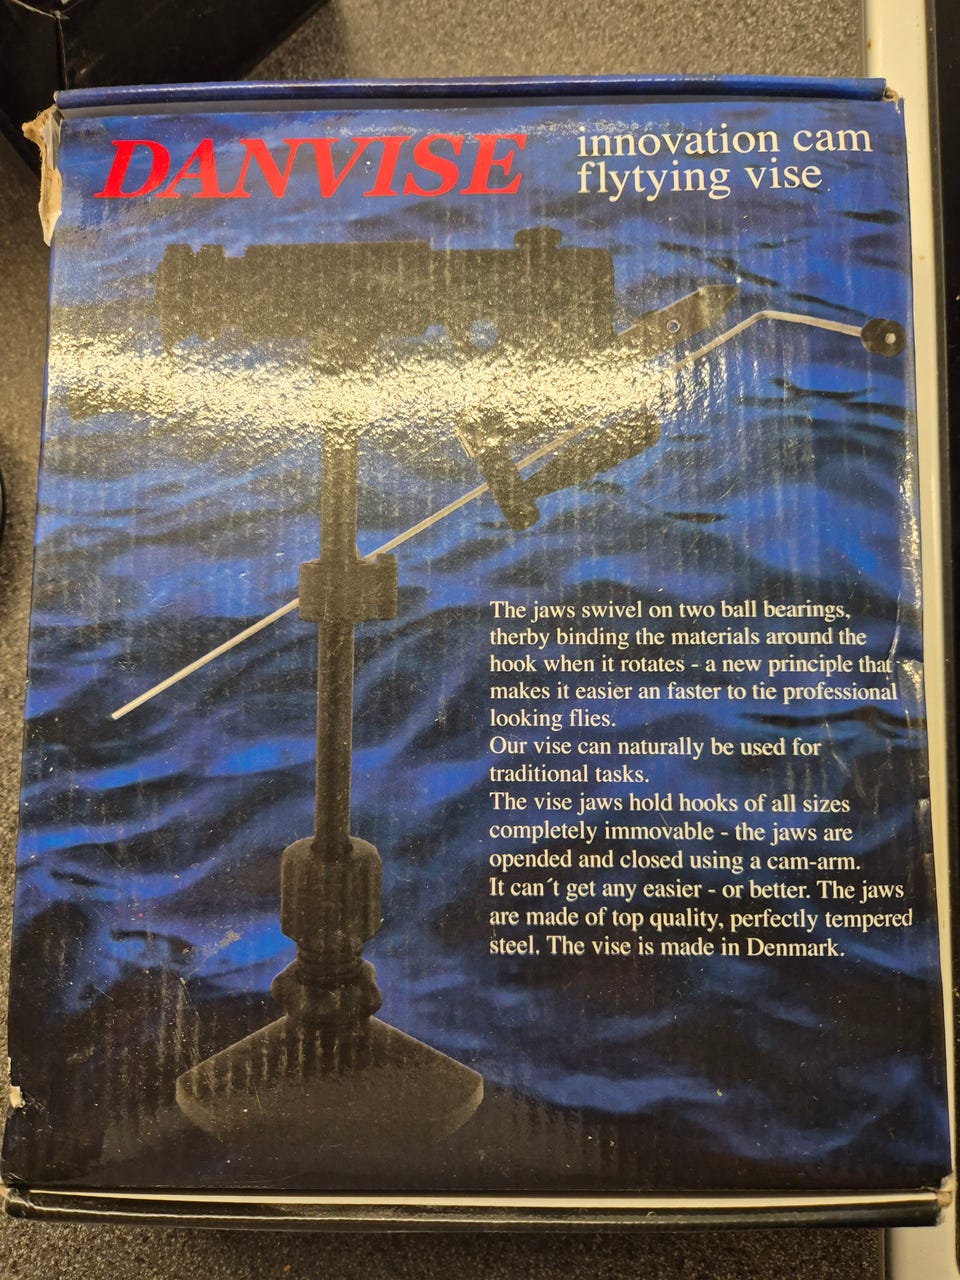 DANVISE
innovation cam
flytying vise
The jaws swivel on two ball bearings,
therby binding the materials around the
hook when it rotates - a new principle that
makes it easier an faster to tie professional
looking flies.
Our vise can naturally be used for
traditional tasks.
The vise jaws hold hooks of all sizes
completely immovable - the jaws are
opended and closed using a cam-arm.
It can´t get any easier - or better. The jaws
are made of top quality, perfectly tempered
steel. The vise is made in Denmark.